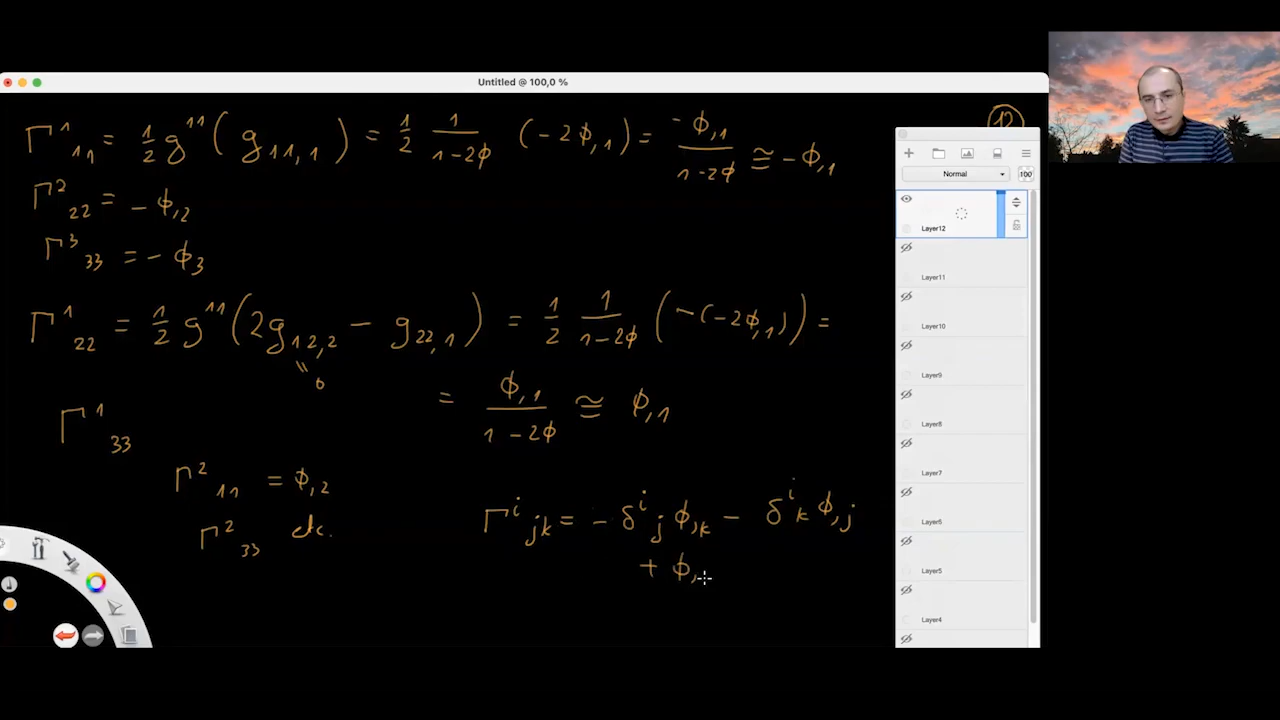 Untitled @ 100,0 %
Γ¹₁₁ = 1/2 g¹¹ ( g₁₁,₁ ) = 1/2 1/(1-2ϕ) (-2ϕ,₁) = -ϕ,₁/(1-2ϕ) ≅ -ϕ,₁
12
Γ²₂₂ = -ϕ,₂
Γ³₃₃ = -ϕ₃
Γ¹₂₂ = 1/2 g¹¹ ( 2g₁₂,₂ - g₂₂,₁ ) = 1/2 1/(1-2ϕ) ( -(-2ϕ,₁) ) =
" 0
= ϕ,₁/(1-2ϕ) ≅ ϕ,₁
Γ¹₃₃
Γ²₁₁ = ϕ,₂
Γ²₃₃ etc.
Γⁱⱼₖ = - δⁱⱼ ϕ,ₖ - δⁱₖ ϕ,ⱼ
+ ϕ,
Normal
100
Layer12
Layer11
Layer10
Layer9
Layer8
Layer7
Layer6
Layer5
Layer4